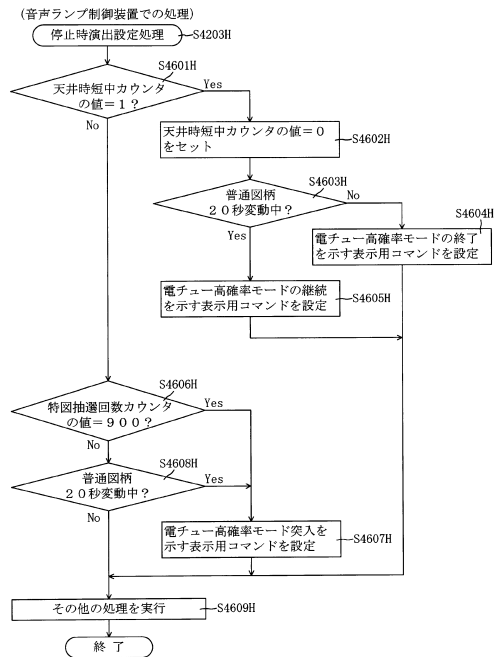 (音声ランプ制御装置での処理)
停止時演出設定処理
S4203H
S4601H
天井時短中カウンタ
の値=1?
Yes
No
天井時短中カウンタの値=0
をセット
S4602H
S4603H
普通図柄
20秒変動中?
No
Yes
S4604H
電チュー高確率モードの終了
を示す表示用コマンドを設定
電チュー高確率モードの継続
を示す表示用コマンドを設定
S4605H
S4606H
特図抽選回数カウンタ
の値=900?
Yes
No
S4608H
普通図柄
20秒変動中?
Yes
No
電チュー高確率モード突入を
示す表示用コマンドを設定
S4607H
その他の処理を実行
S4609H
終 了